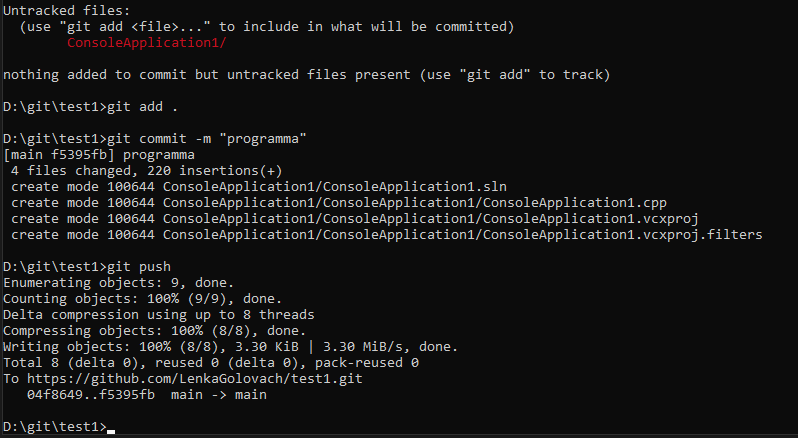 Untracked files:
  (use "git add <file>..." to include in what will be committed)
        ConsoleApplication1/
nothing added to commit but untracked files present (use "git add" to track)
D:\git\test1>git add .
D:\git\test1>git commit -m "programma"
[main f5395fb] programma
 4 files changed, 220 insertions(+)
 create mode 100644 ConsoleApplication1/ConsoleApplication1.sln
 create mode 100644 ConsoleApplication1/ConsoleApplication1/ConsoleApplication1.cpp
 create mode 100644 ConsoleApplication1/ConsoleApplication1/ConsoleApplication1.vcxproj
 create mode 100644 ConsoleApplication1/ConsoleApplication1/ConsoleApplication1.vcxproj.filters
D:\git\test1>git push
Enumerating objects: 9, done.
Counting objects: 100% (9/9), done.
Delta compression using up to 8 threads
Compressing objects: 100% (8/8), done.
Writing objects: 100% (8/8), 3.30 KiB | 3.30 MiB/s, done.
Total 8 (delta 0), reused 0 (delta 0), pack-reused 0
To https://github.com/LenkaGolovach/test1.git
   04f8649..f5395fb  main -> main
D:\git\test1>